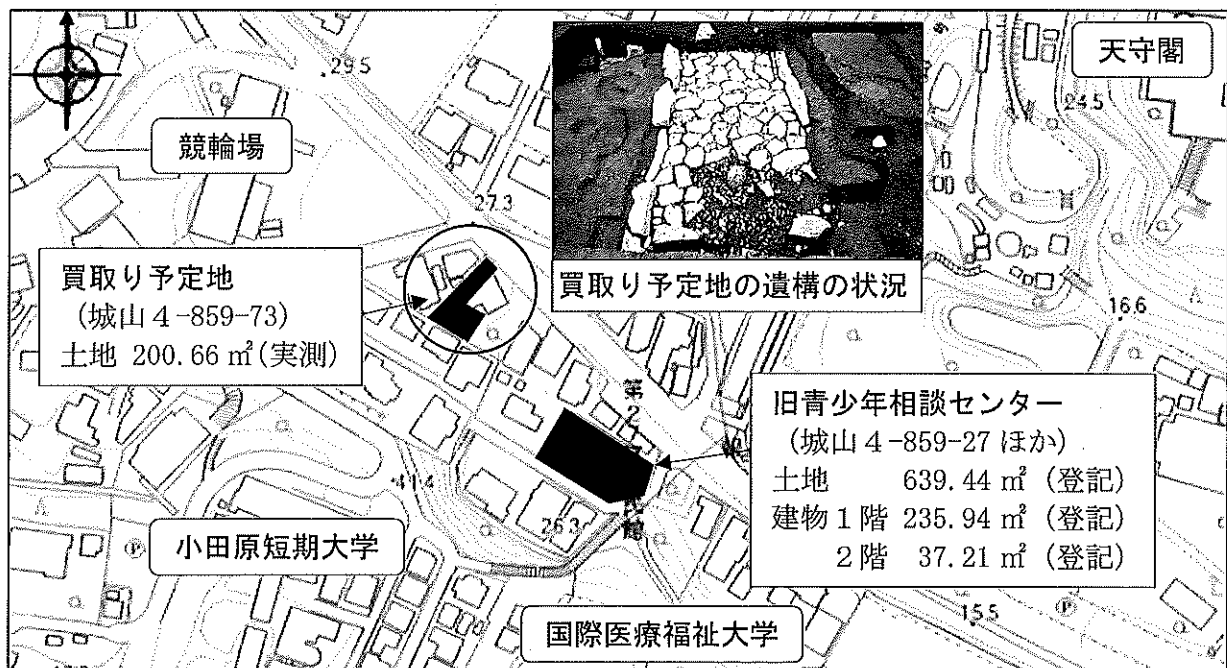 天守閣
29.5
24.5
競輪場
27.3
買取り予定地の遺構の状況
買取り予定地
(城山4-859-73)
土地 200.66㎡(実測)
16.6
旧青少年相談センター
(城山4-859-27ほか)
土地 639.44㎡(登記)
建物1階 235.94㎡(登記)
2階 37.21㎡(登記)
41.4
26.3
小田原短期大学
国際医療福祉大学
15.5
P
P